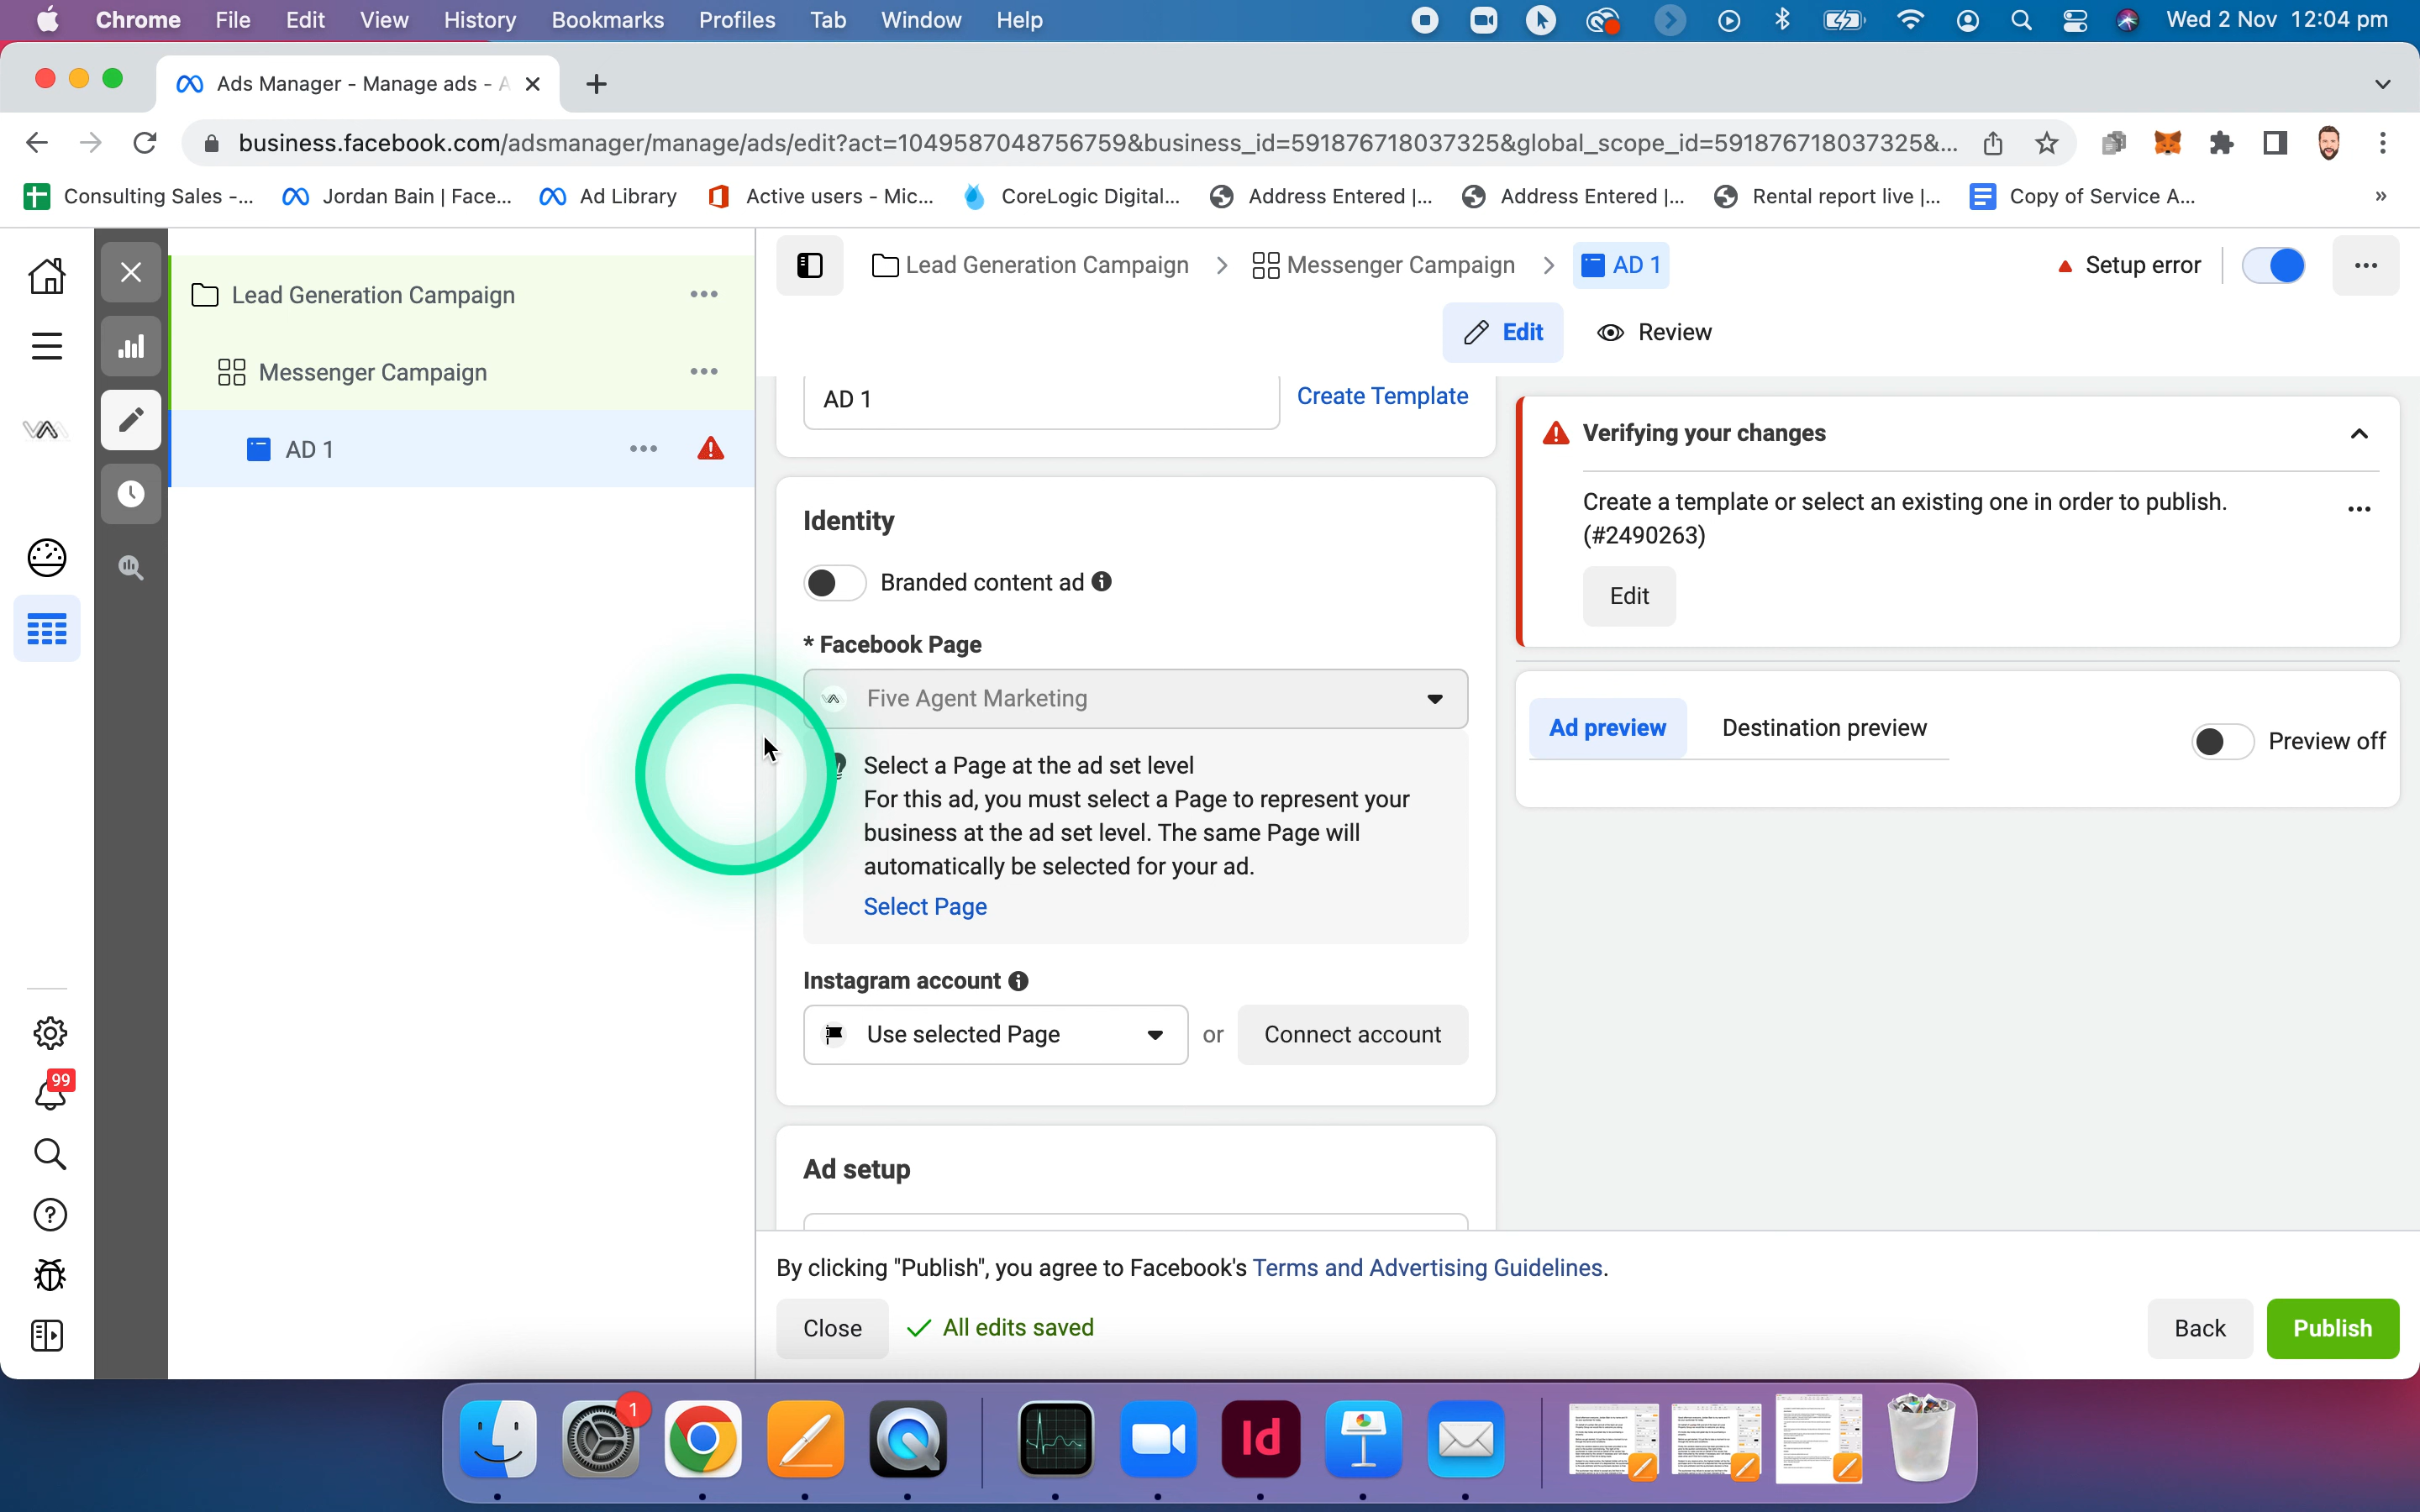 Chrome File Edit View History Bookmarks Profiles Tab Window Help Wed 2 Nov 12:04 pm
Ads Manager - Manage ads - A
business.facebook.com/adsmanager/manage/ads/edit?act=1049587048756759&business_id=591876718037325&global_scope_id=591876718037325&...
Consulting Sales -... Jordan Bain | Face... Ad Library Active users - Mic... CoreLogic Digital... Address Entered |... Address Entered |... Rental report live |... Copy of Service A... »
Lead Generation Campaign
Messenger Campaign
AD 1
Lead Generation Campaign > Messenger Campaign > AD 1
Setup error
Edit Review
AD 1
Create Template
Identity
Branded content ad
* Facebook Page
Five Agent Marketing
Select a Page at the ad set level
For this ad, you must select a Page to represent your
business at the ad set level. The same Page will
automatically be selected for your ad.
Select Page
Instagram account
Use selected Page or Connect account
Ad setup
Verifying your changes
Create a template or select an existing one in order to publish.
(#2490263)
Edit
Ad preview Destination preview Preview off
By clicking "Publish", you agree to Facebook's Terms and Advertising Guidelines.
Close All edits saved Back Publish
99
1
Id